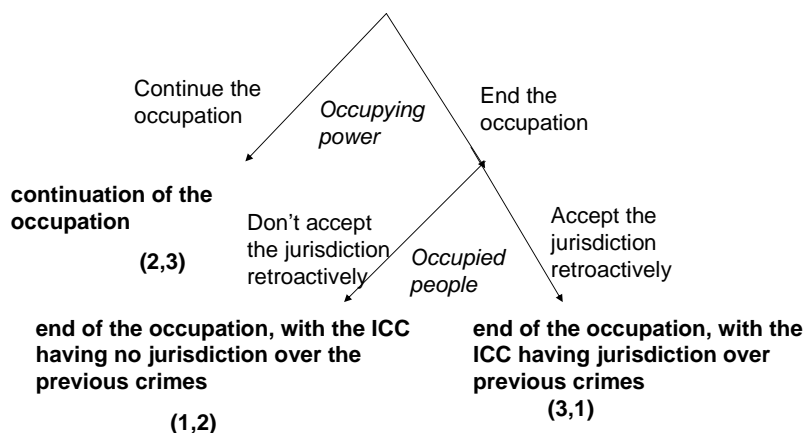 Continue the
occupation
Occupying
power
End the
occupation
continuation of the
occupation
(2,3)
Don't accept
the jurisdiction
retroactively
Occupied
people
Accept the
jurisdiction
retroactively
end of the occupation, with the ICC
having no jurisdiction over the
previous crimes
(1,2)
end of the occupation, with the
ICC having jurisdiction over
previous crimes
(3,1)